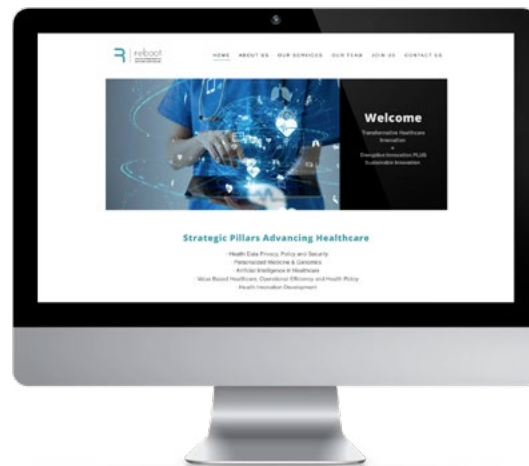 reboot
HOME ABOUT US OUR SERVICES OUR TEAM JOIN US CONTACT US
Welcome
Transformative Healthcare
Innovation
Disruptive Innovation PLUS
Sustainable Innovation
Strategic Pillars Advancing Healthcare
· Health Data Privacy, Policy and Security
· Personalized Medicine & Genomics
· Artificial Intelligence in Healthcare
· Value Based Healthcare, Operational Efficiency and Health Policy
· Health Innovation Development